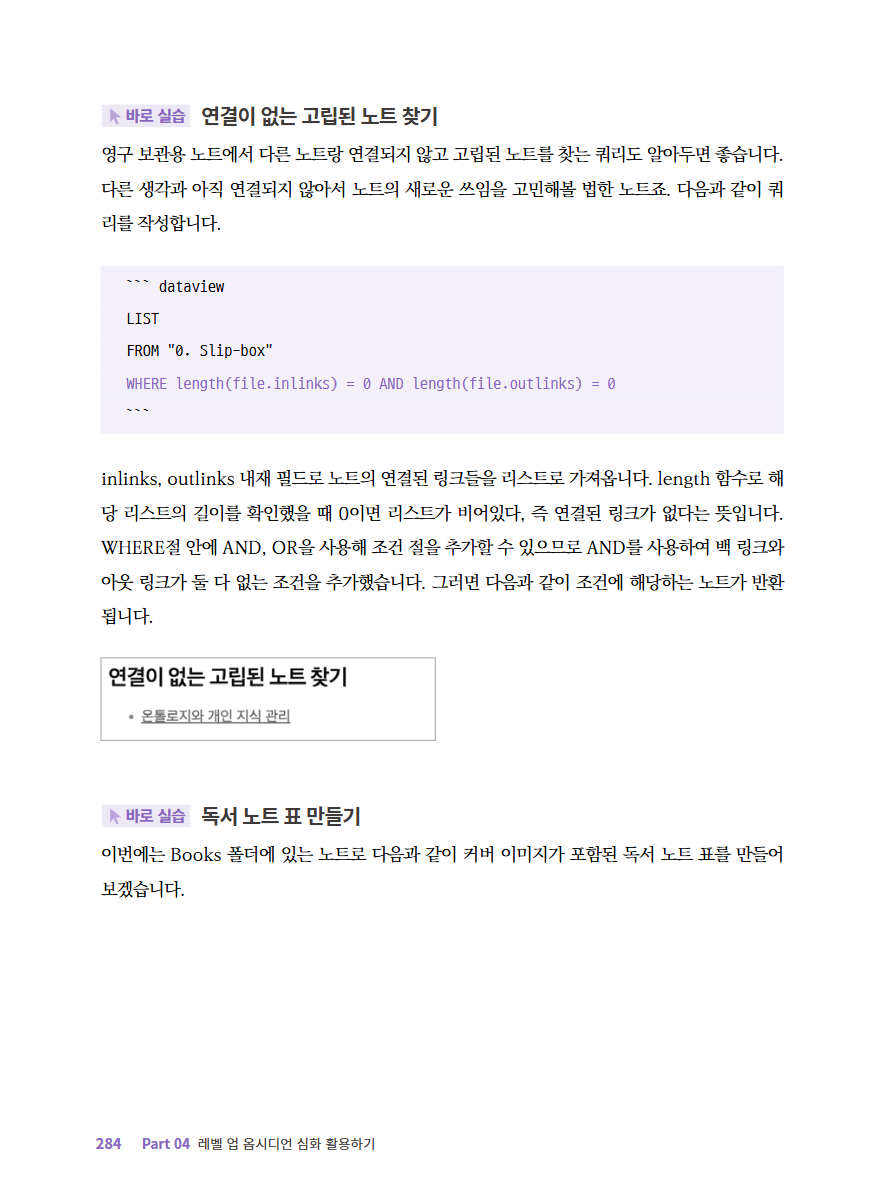 바로 실습 연결이 없는 고립된 노트 찾기
영구 보관용 노트에서 다른 노트랑 연결되지 않고 고립된 노트를 찾는 쿼리도 알아두면 좋습니다.
다른 생각과 아직 연결되지 않아서 노트의 새로운 쓰임을 고민해볼 법한 노트죠. 다음과 같이 쿼
리를 작성합니다.
``` dataview
LIST
FROM "0. Slip-box"
WHERE length(file.inlinks) = 0 AND length(file.outlinks) = 0
```
inlinks, outlinks 내재 필드로 노트의 연결된 링크들을 리스트로 가져옵니다. length 함수로 해
당 리스트의 길이를 확인했을 때 0이면 리스트가 비어있다, 즉 연결된 링크가 없다는 뜻입니다.
WHERE절 안에 AND, OR을 사용해 조건 절을 추가할 수 있으므로 AND를 사용하여 백 링크와
아웃 링크가 둘 다 없는 조건을 추가했습니다. 그러면 다음과 같이 조건에 해당하는 노트가 반환
됩니다.
연결이 없는 고립된 노트 찾기
• 온톨로지와 개인 지식 관리
바로 실습 독서 노트 표 만들기
이번에는 Books 폴더에 있는 노트로 다음과 같이 커버 이미지가 포함된 독서 노트 표를 만들어
보겠습니다.
284 Part 04 레벨 업 옵시디언 심화 활용하기